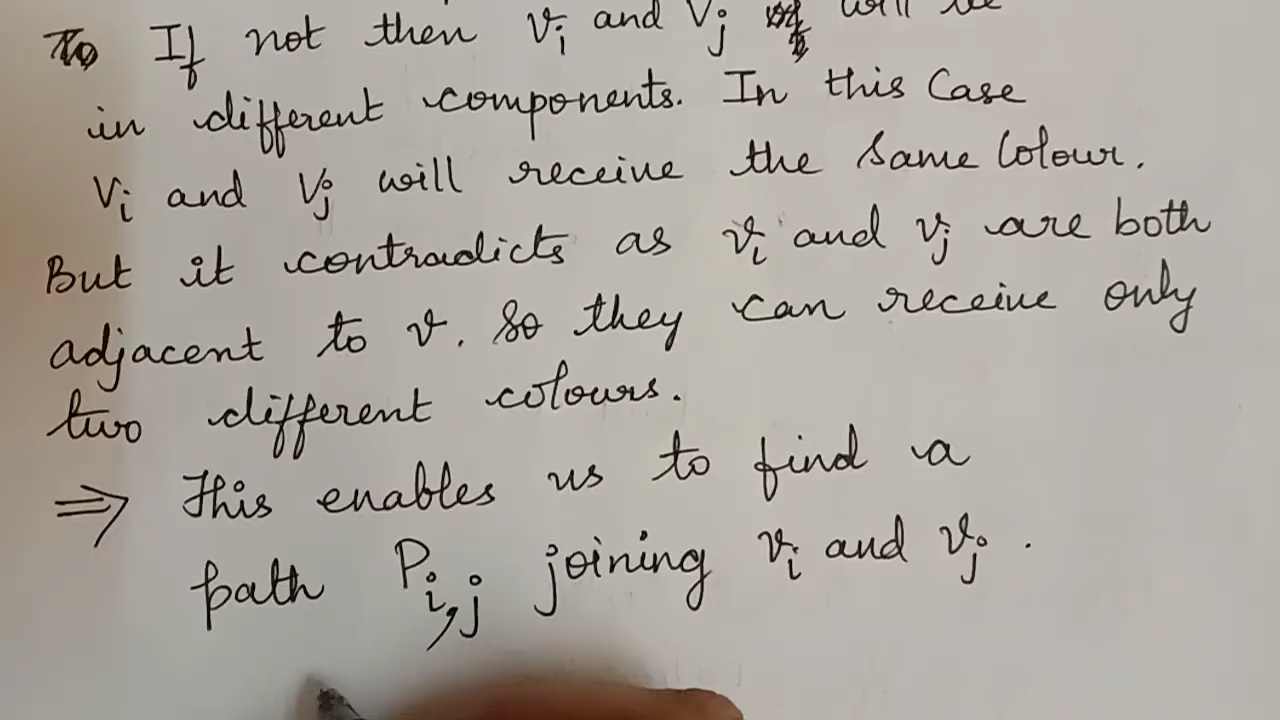 If not then vi and vj will be
in different components. In this Case
Vi and Vj will receive the same Colour.
But it contradicts as vi and vj are both
adjacent to v. So they can receive only
two different colours.
⇒ This enables us to find a
path Pi,j joining vi and vj.